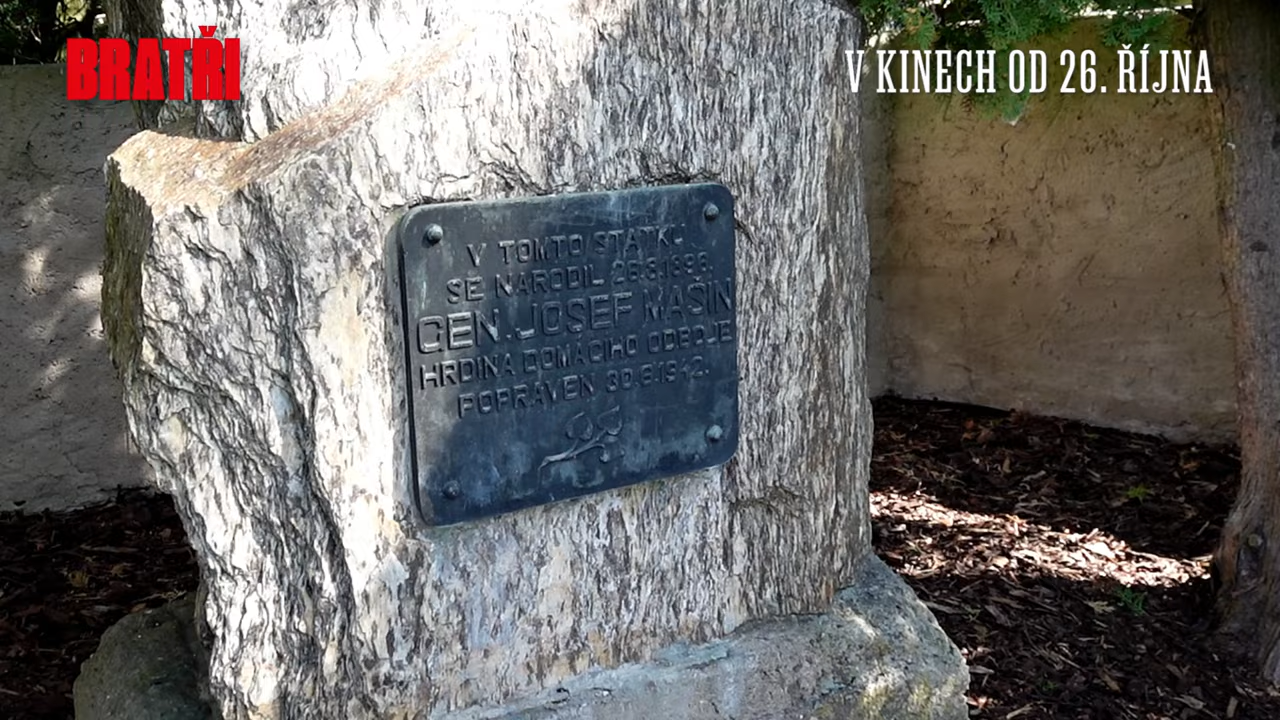 BRATŘI
V KINECH OD 26. ŘÍJNA
V TOMTO STATKU
SE NARODIL 26.8.1896.
GEN. JOSEF MAŠÍN
HRDINA DOMÁCÍHO ODBOJE
POPRAVEN 30.6.1942.